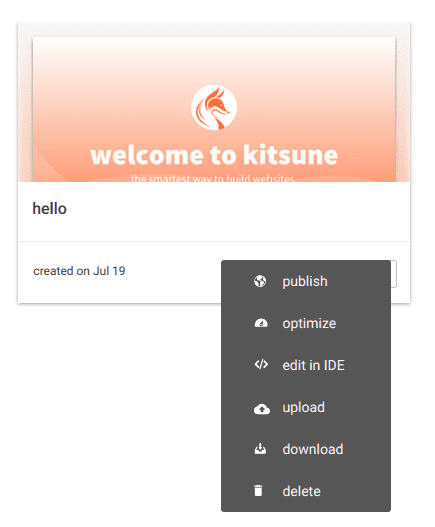 welcome to kitsune
the smartest way to build websites
hello
created on Jul 19
publish
optimize
edit in IDE
upload
download
delete